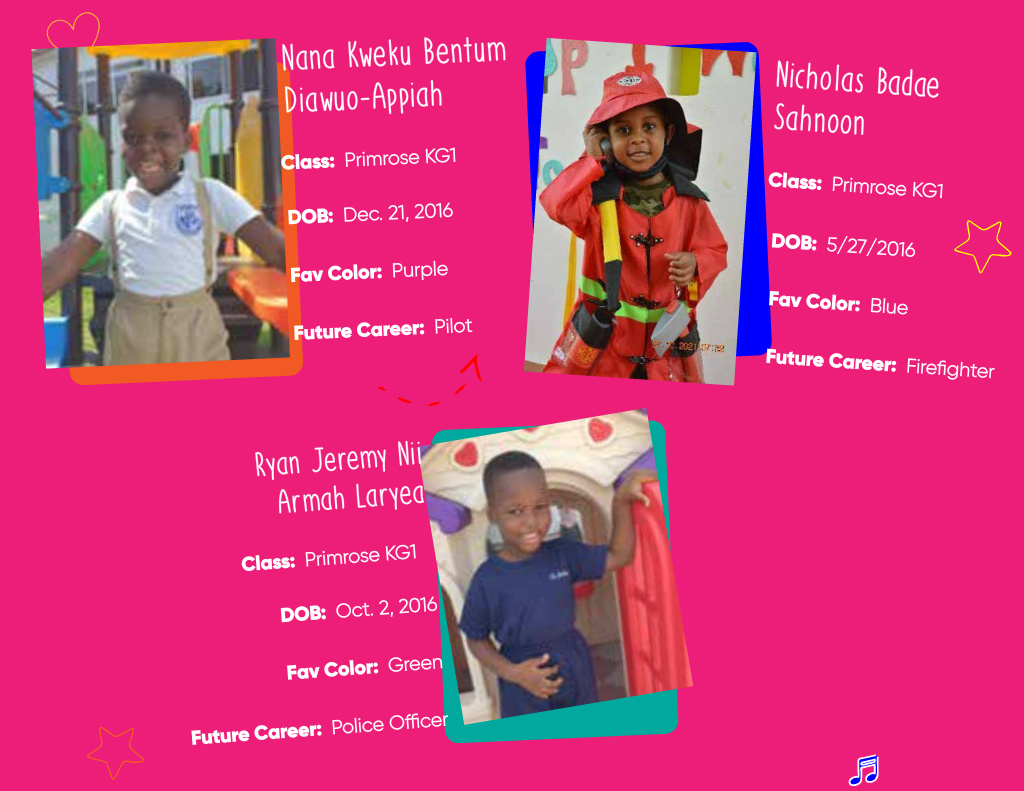 Nana Kweku Bentum
Diawuo-Appiah
Class: Primrose KG1
DOB: Dec. 21, 2016
Fav Color: Purple
Future Career: Pilot
Nicholas Badae
Sahnoon
Class: Primrose KG1
DOB: 5/27/2016
Fav Color: Blue
Future Career: Firefighter
Ryan Jeremy Nii
Armah Laryea
Class: Primrose KG1
DOB: Oct. 2, 2016
Fav Color: Green
Future Career: Police Officer